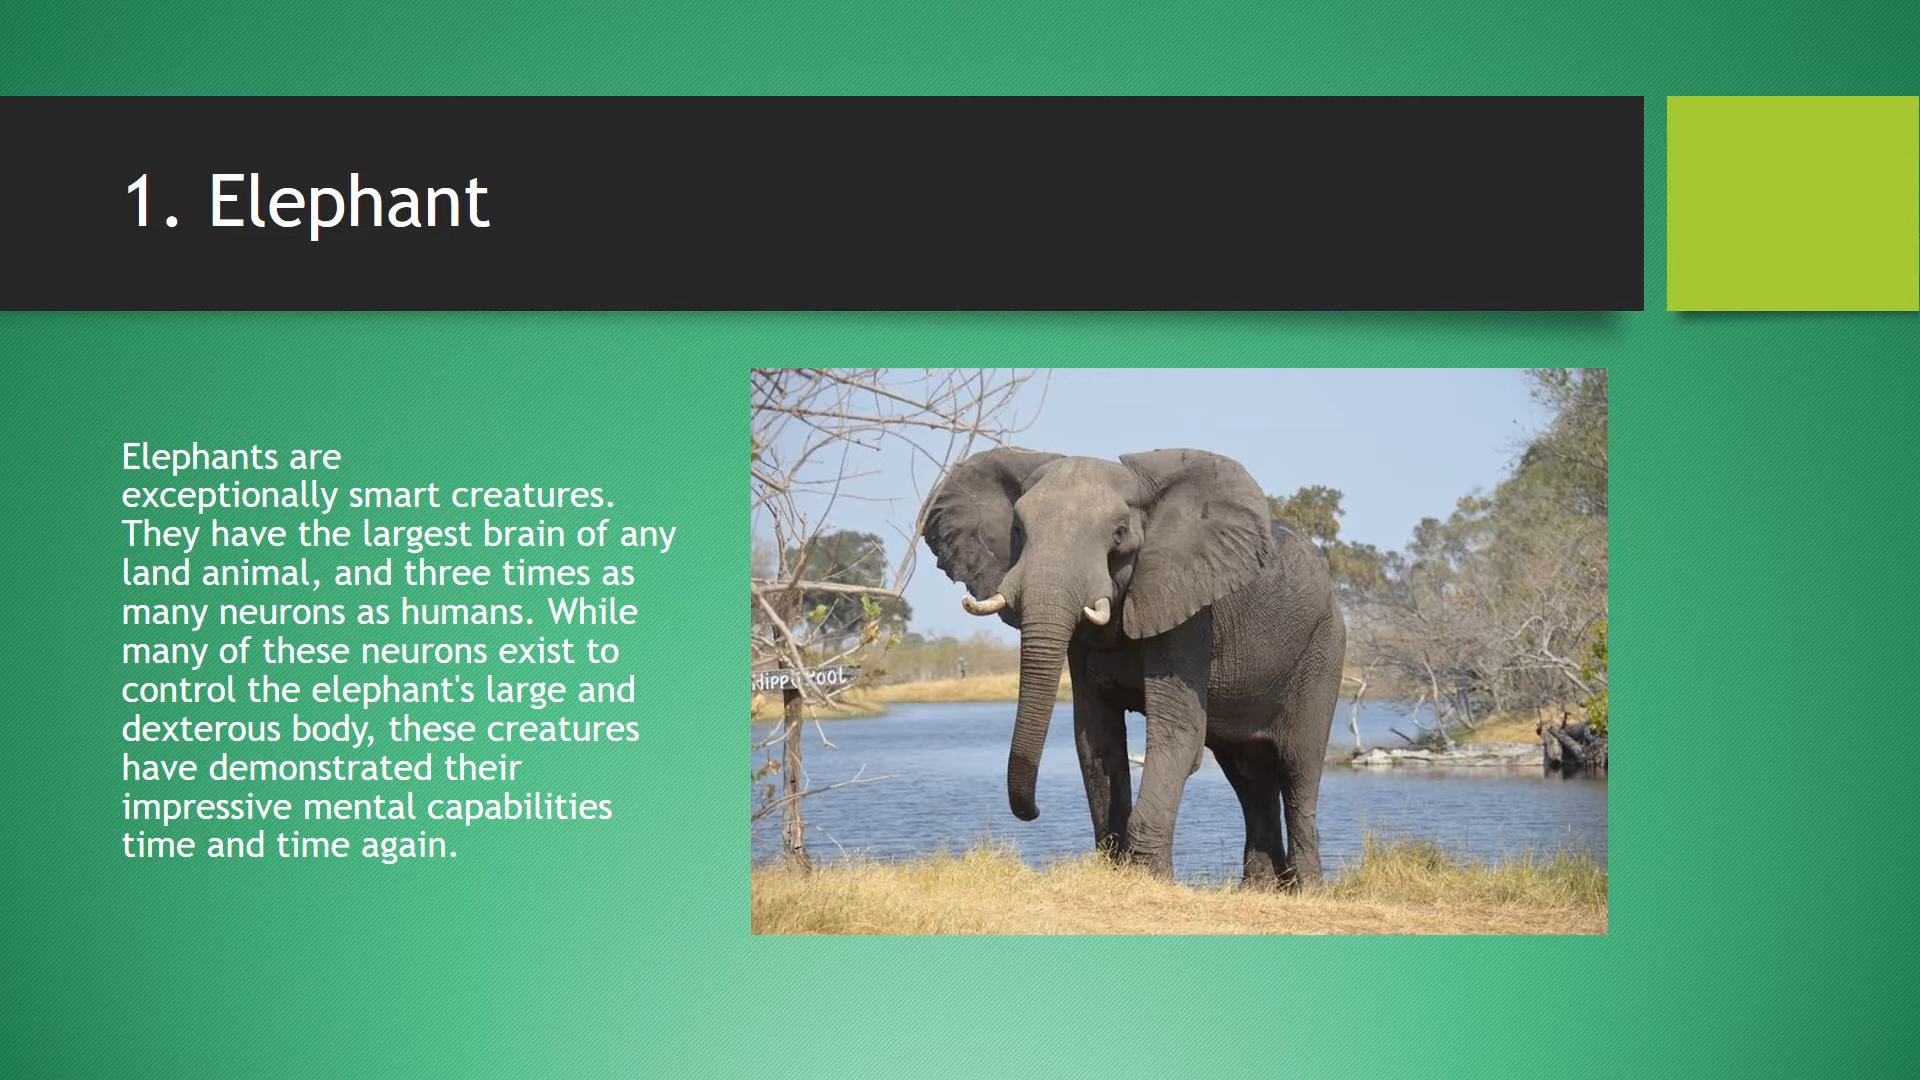 1. Elephant
Elephants are
exceptionally smart creatures.
They have the largest brain of any
land animal, and three times as
many neurons as humans. While
many of these neurons exist to
control the elephant's large and
dexterous body, these creatures
have demonstrated their
impressive mental capabilities
time and time again.
Hippo Pool